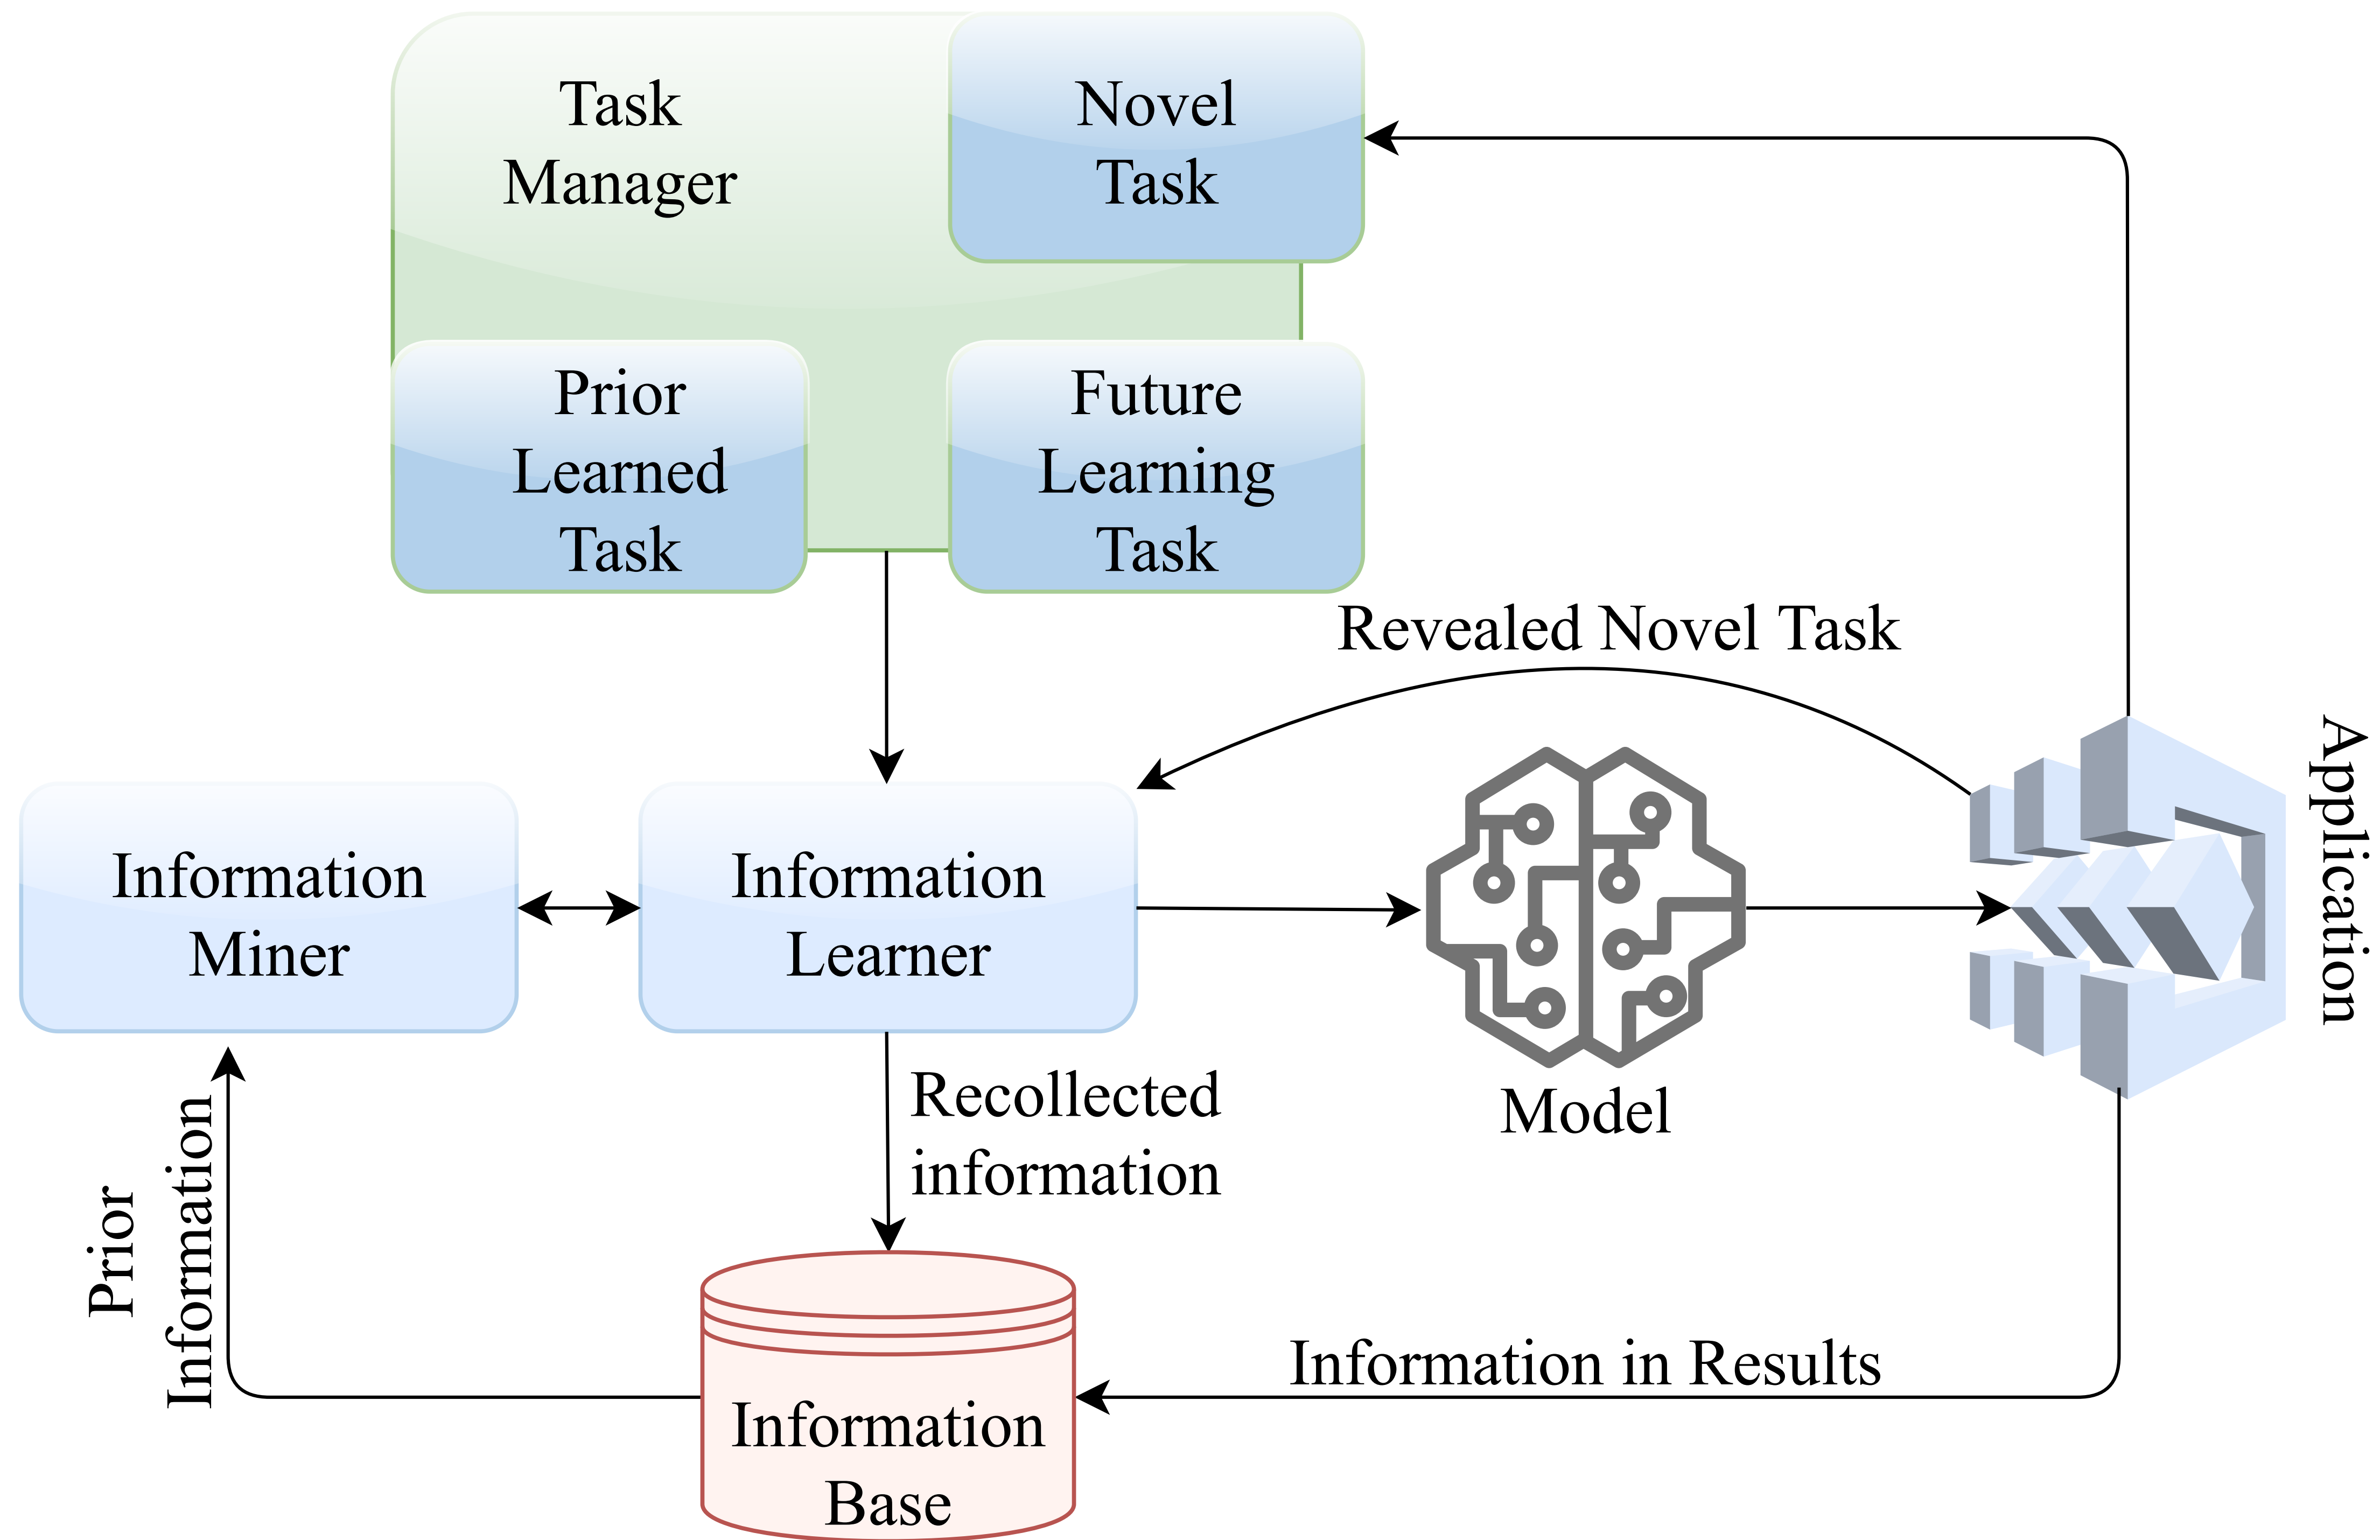 Task
Manager
Novel
Task
Prior
Learned
Task
Future
Learning
Task
Revealed Novel Task
Application
Information
Miner
Information
Learner
Model
Recollected
information
Prior
Information
Information in Results
Information
Base